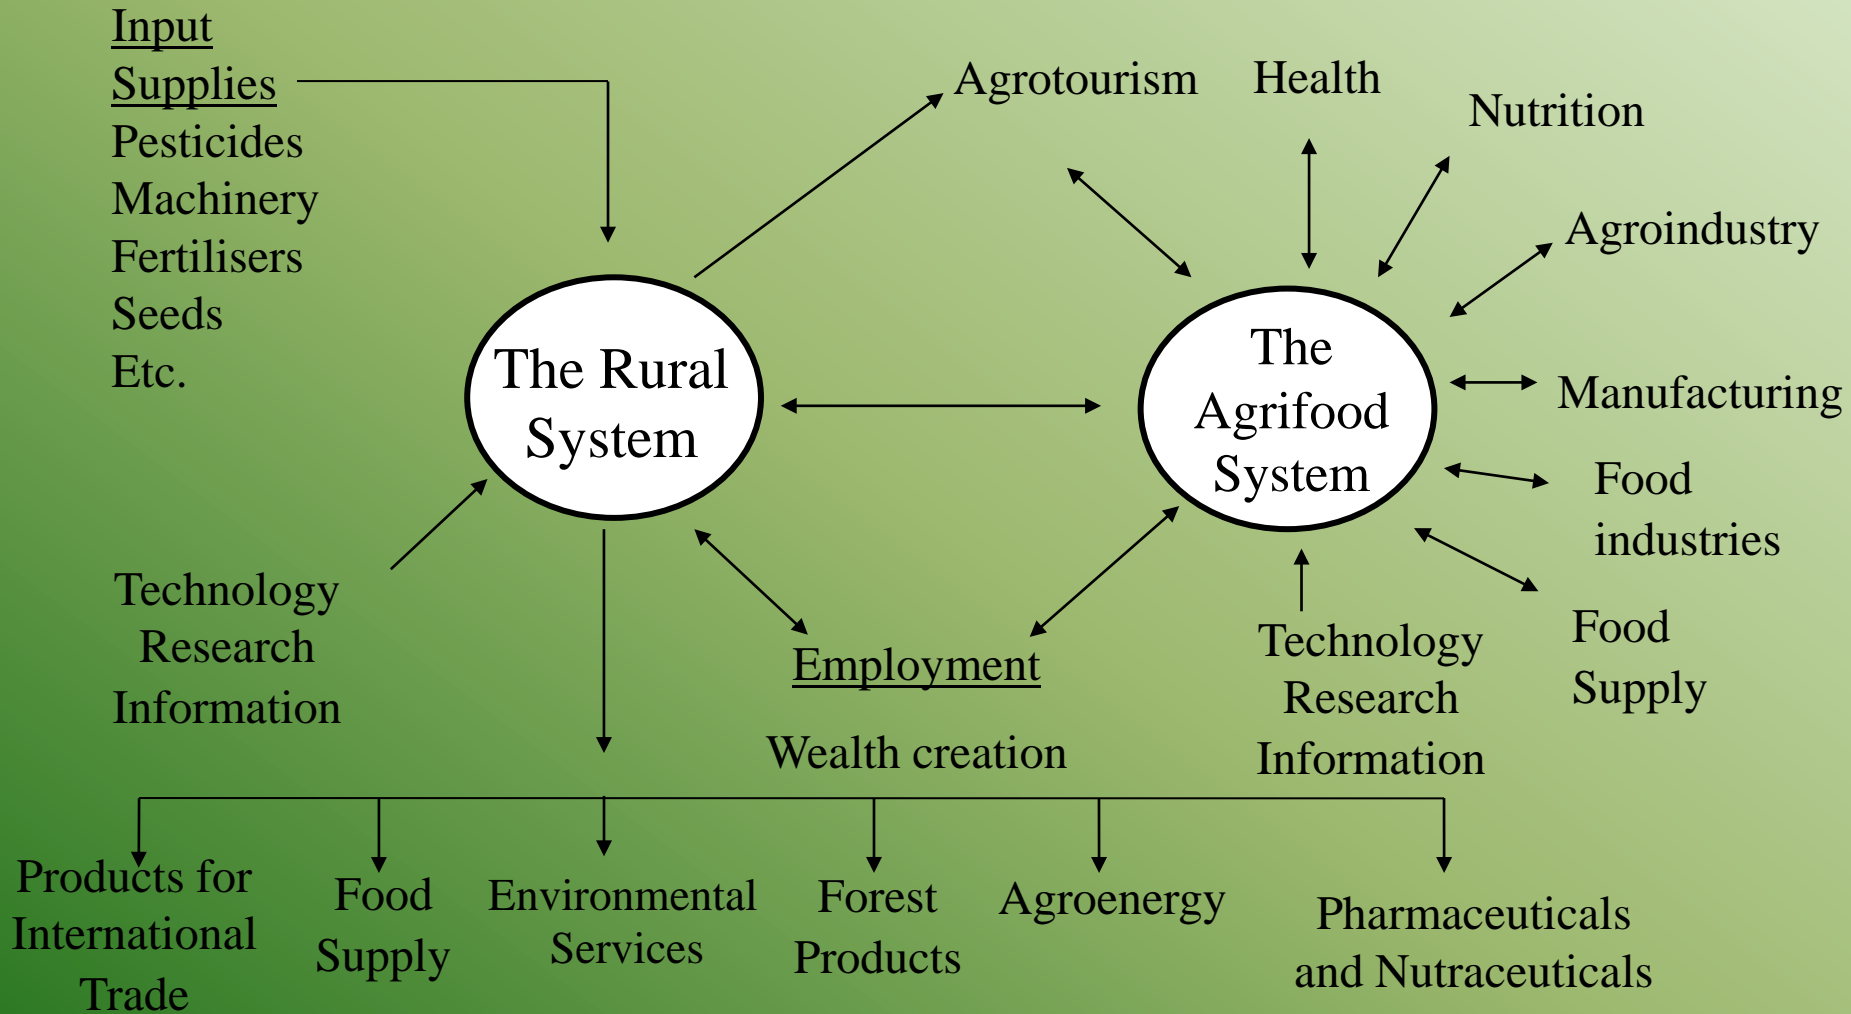 Input
Supplies
Pesticides
Machinery
Fertilisers
Seeds
Etc.
Agrotourism
Health
Nutrition
Agroindustry
Manufacturing
Food
industries
Food
Supply
The Rural
System
The
Agrifood
System
Technology
Research
Information
Employment
Wealth creation
Technology
Research
Information
Products for
International
Trade
Food
Supply
Environmental
Services
Forest
Products
Agroenergy
Pharmaceuticals
and Nutraceuticals